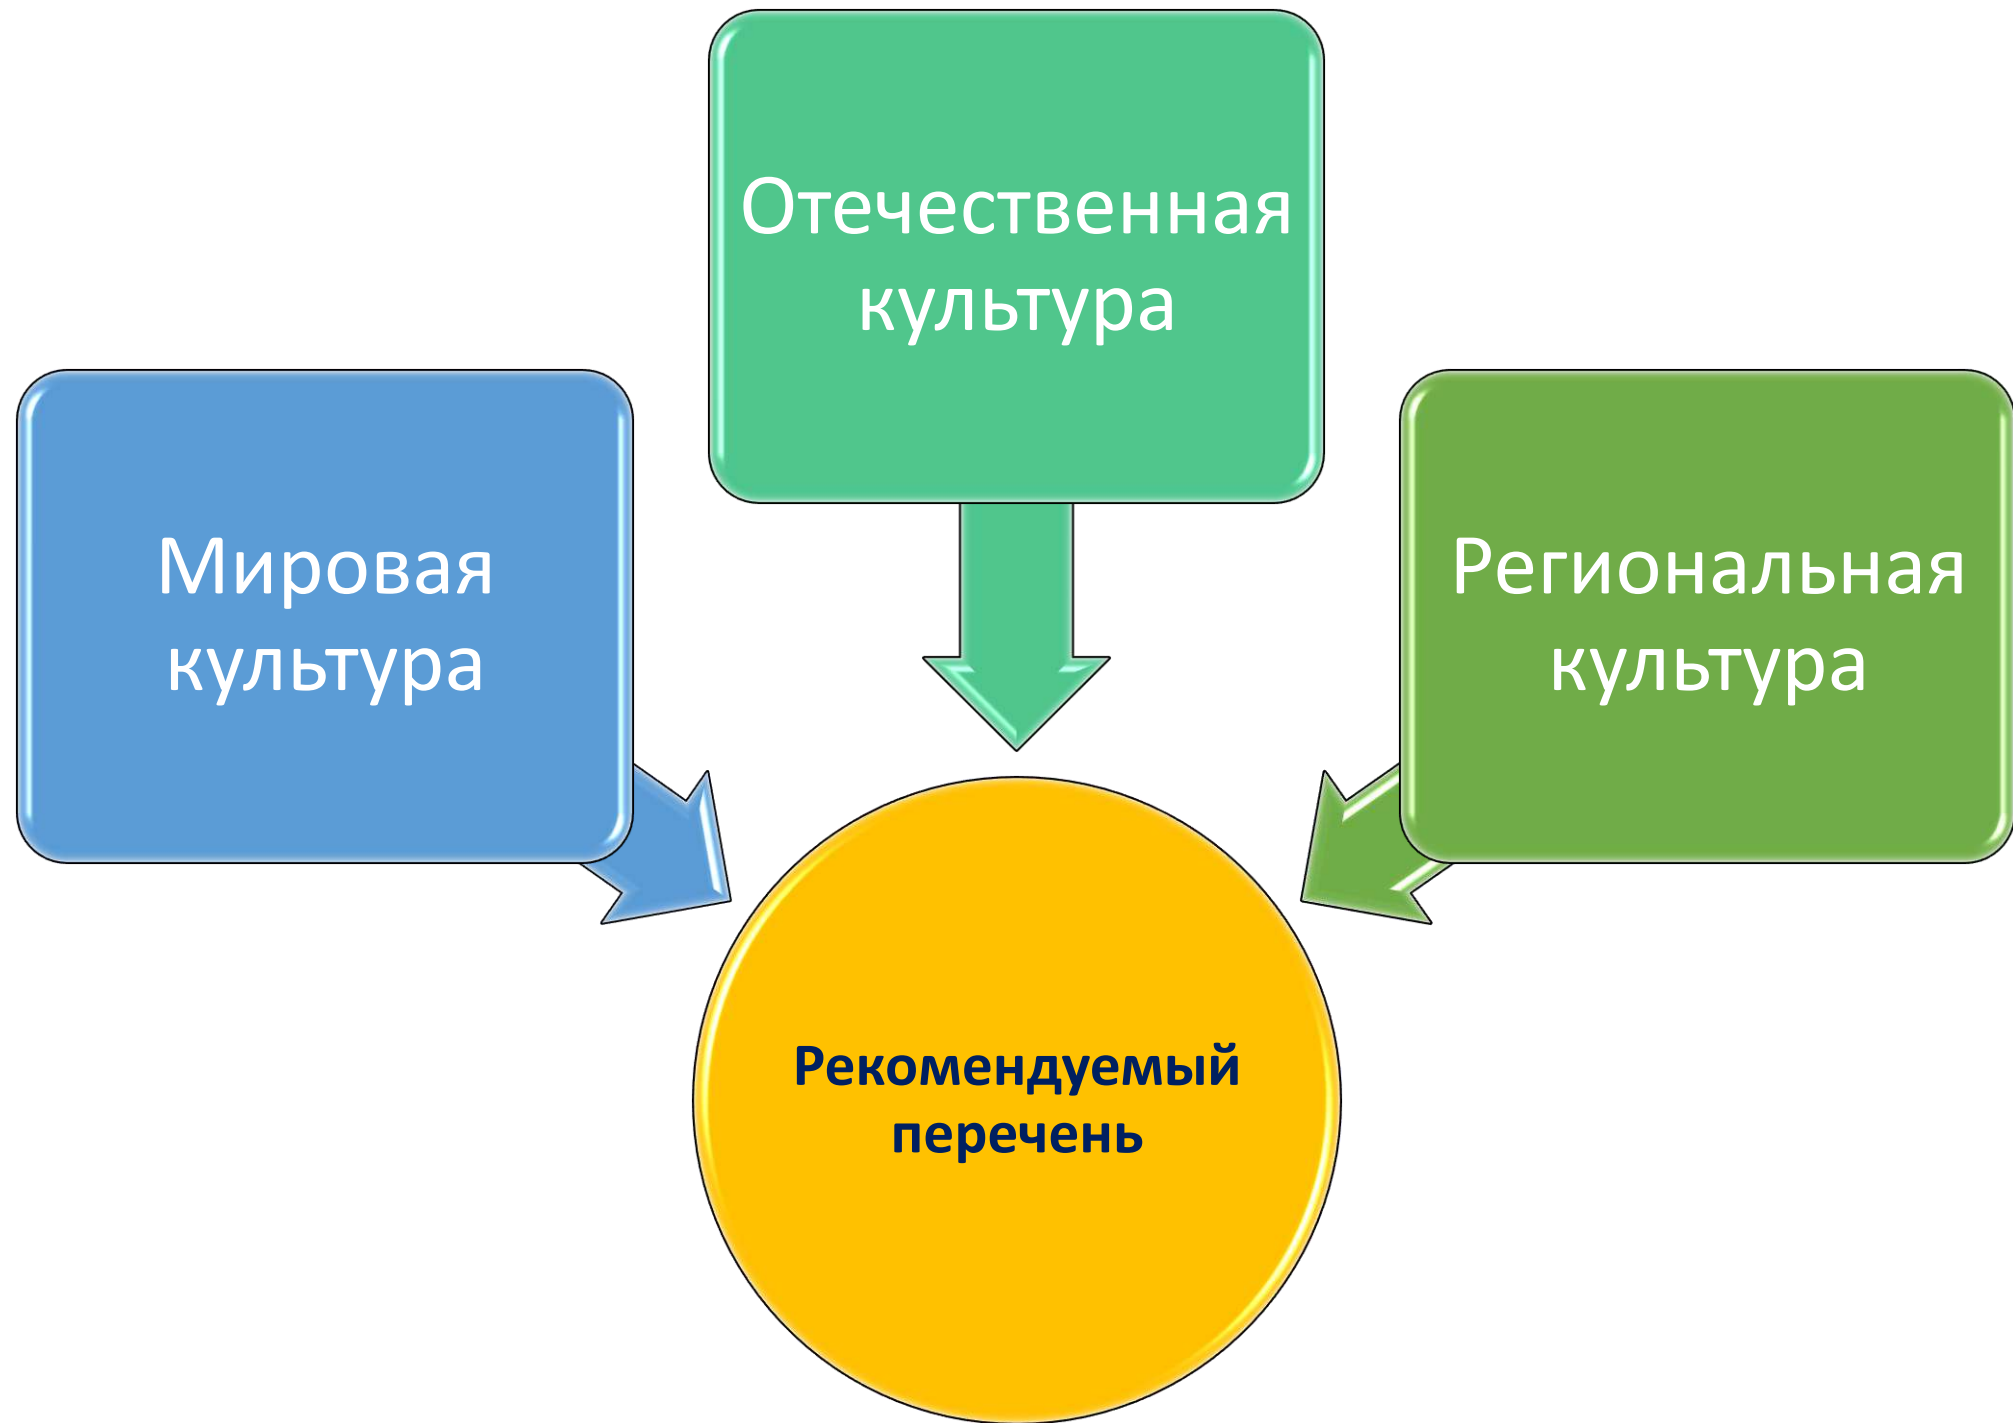 Отечественная
культура
Мировая
культура
Региональная
культура
Рекомендуемый
перечень